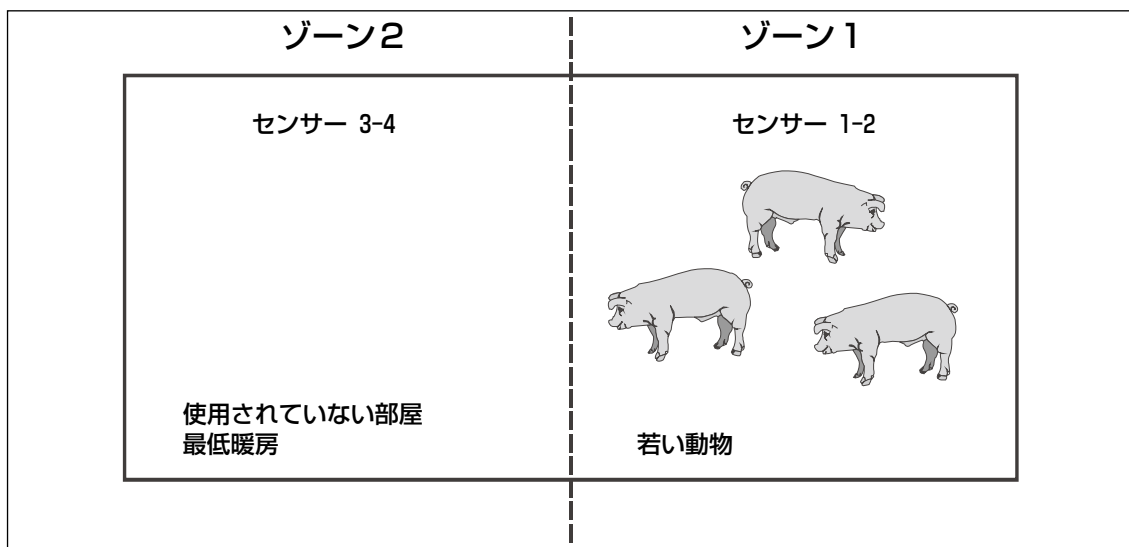 ゾーン2
ゾーン1
センサー 3-4
センサー 1-2
使用されていない部屋
最低暖房
若い動物